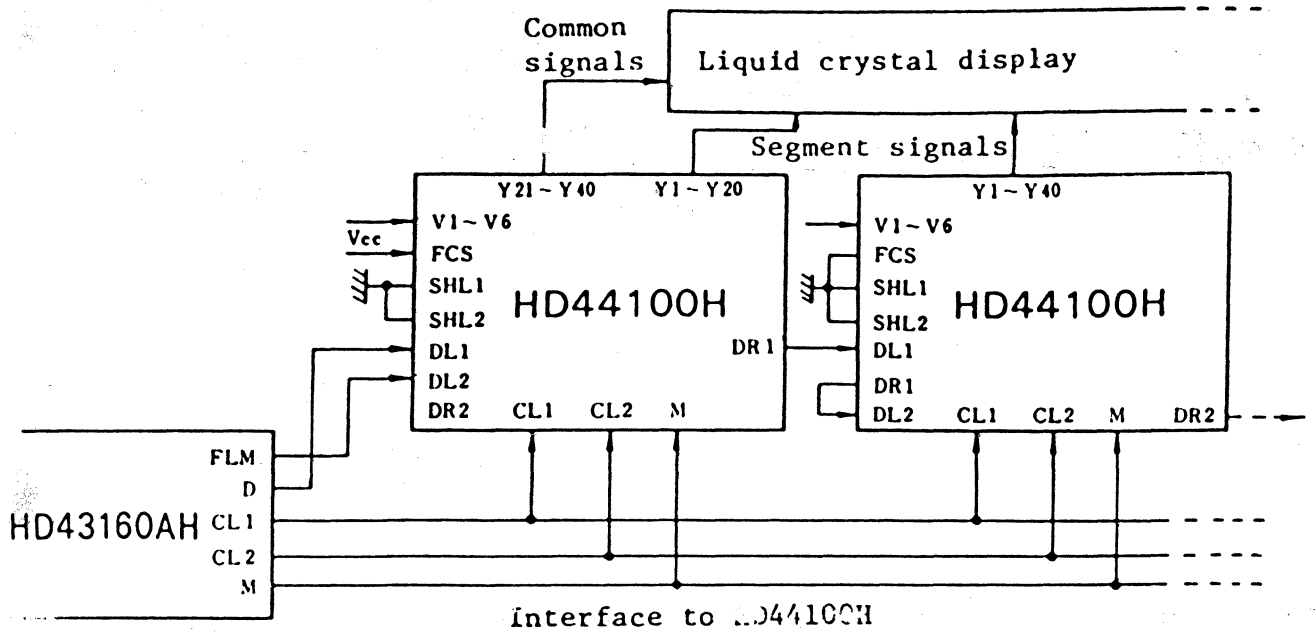 Common
signals
Liquid crystal display
Segment signals
Y21~Y40
Y1~Y20
V1~V6
Vcc
FCS
SHL1
SHL2
HD44100H
DL1
DR1
DL2
DR2
CL1
CL2
M
Y1~Y40
V1~V6
FCS
SHL1
SHL2
HD44100H
DL1
DR1
DL2
CL1
CL2
M
DR2
FLM
D
HD43160AH
CL1
CL2
M
Interface to